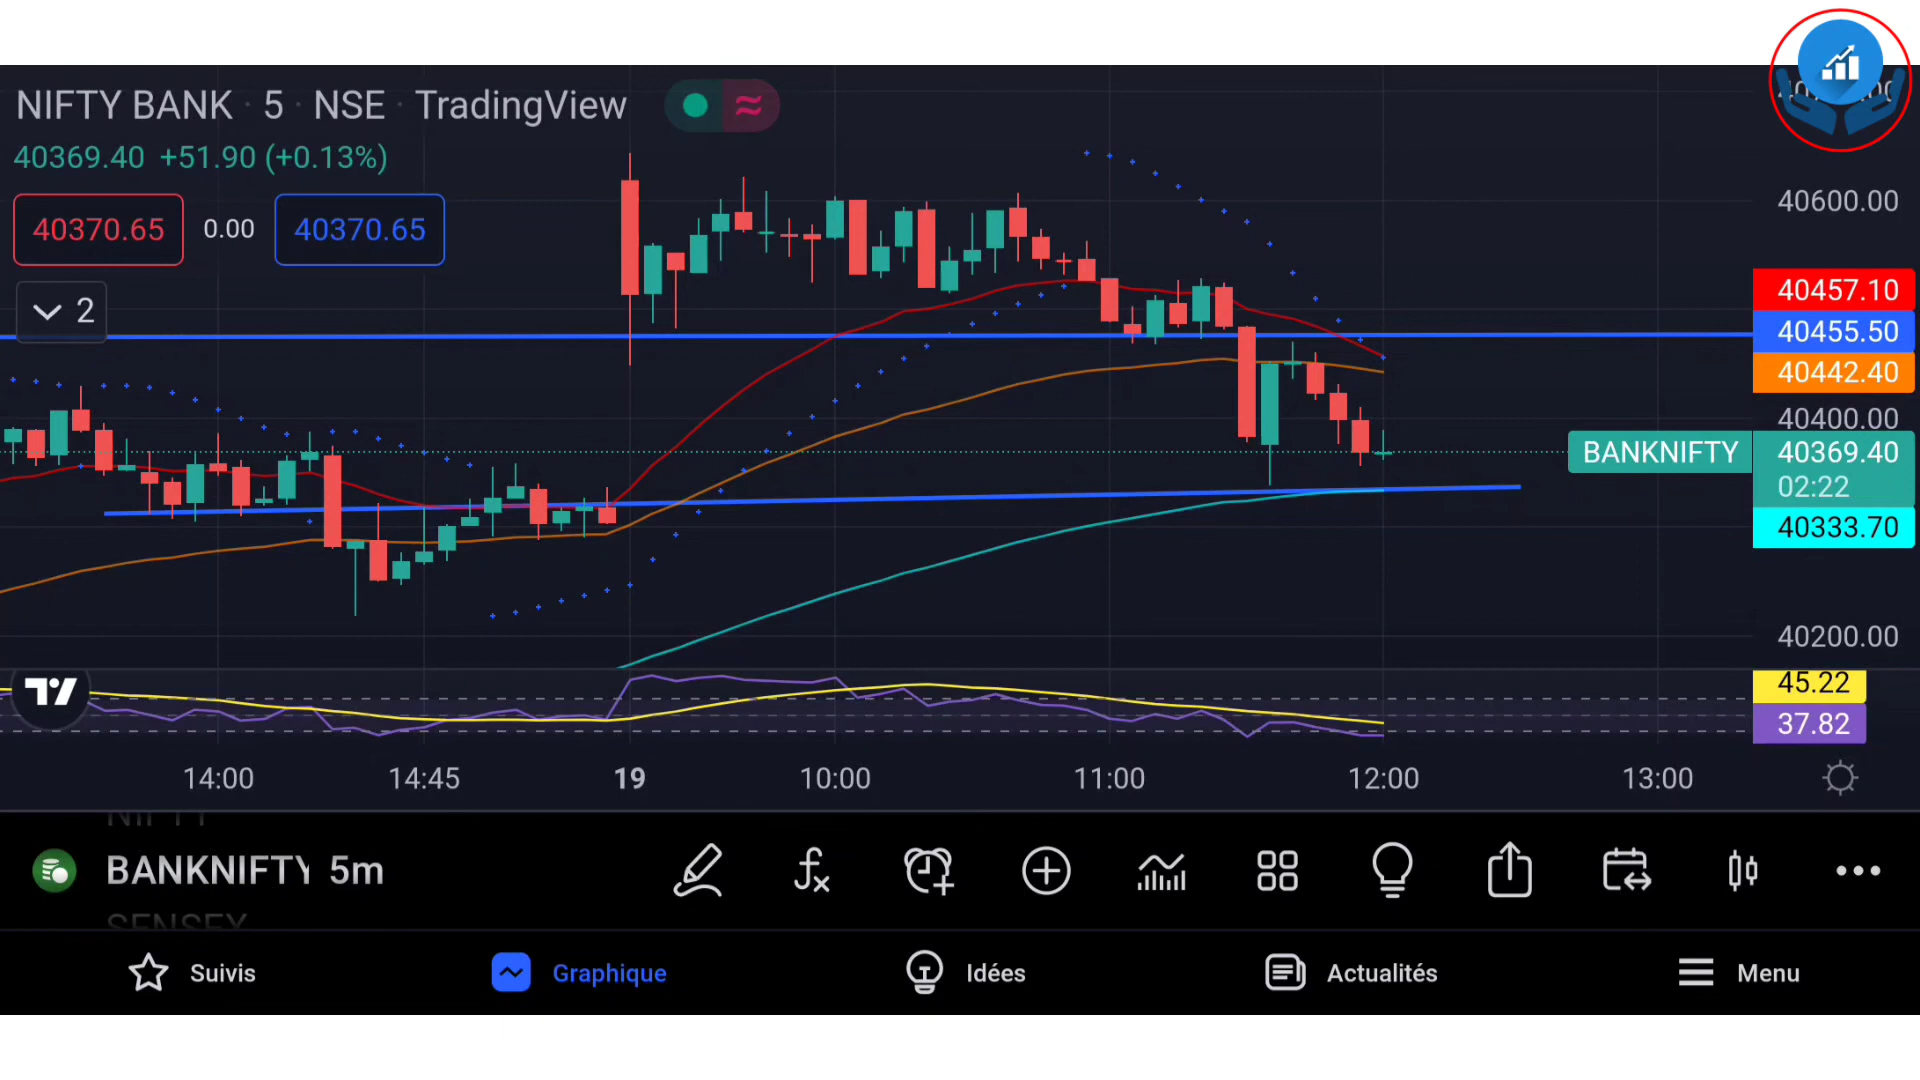 NIFTY BANK · 5 · NSE · TradingView
40369.40 +51.90 (+0.13%)
40370.65 0.00 40370.65
2
40600.00
40457.10
40455.50
40442.40
40400.00
BANKNIFTY 40369.40
02:22
40333.70
40200.00
45.22
37.82
14:00 14:45 19 10:00 11:00 12:00 13:00
NIFTY
BANKNIFTY 5m
SENSEX
Suivis Graphique Idées Actualités Menu